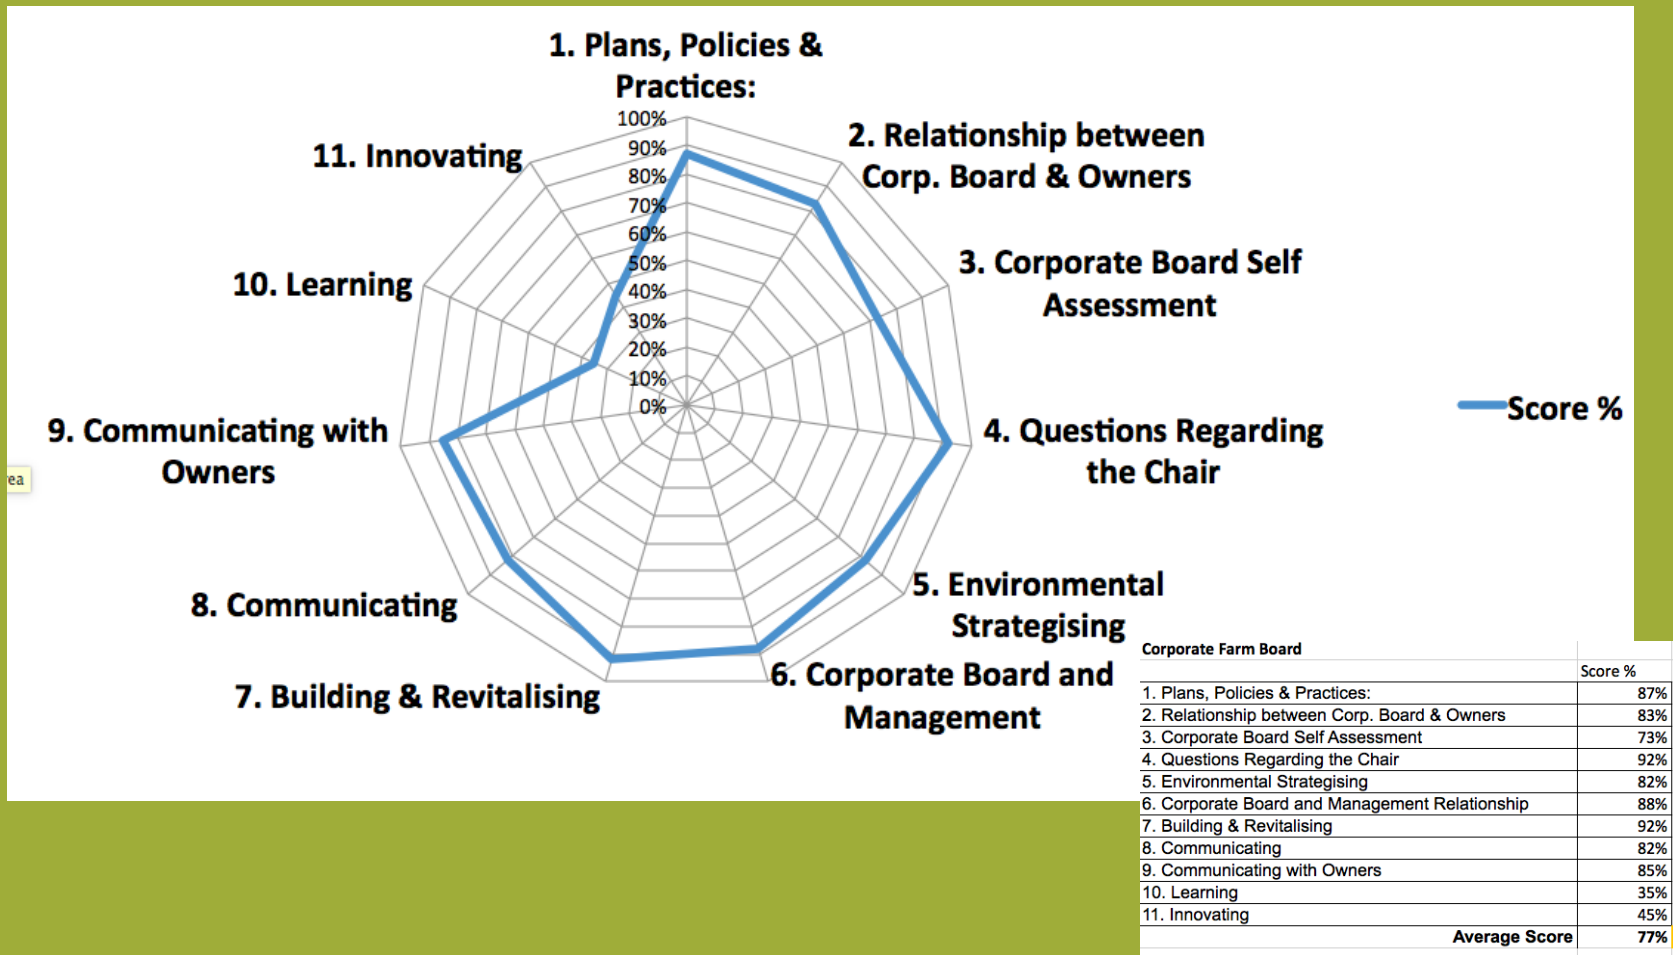 1. Plans, Policies &
Practices:
100%
90%
80%
70%
60%
50%
40%
30%
20%
10%
0%
2. Relationship between
Corp. Board & Owners
3. Corporate Board Self
Assessment
4. Questions Regarding
the Chair
5. Environmental
Strategising
6. Corporate Board and
Management
7. Building & Revitalising
8. Communicating
9. Communicating with
Owners
10. Learning
11. Innovating
Score %
ea
Corporate Farm Board
Score %
1. Plans, Policies & Practices: 87%
2. Relationship between Corp. Board & Owners 83%
3. Corporate Board Self Assessment 73%
4. Questions Regarding the Chair 92%
5. Environmental Strategising 82%
6. Corporate Board and Management Relationship 88%
7. Building & Revitalising 92%
8. Communicating 82%
9. Communicating with Owners 85%
10. Learning 35%
11. Innovating 45%
Average Score 77%